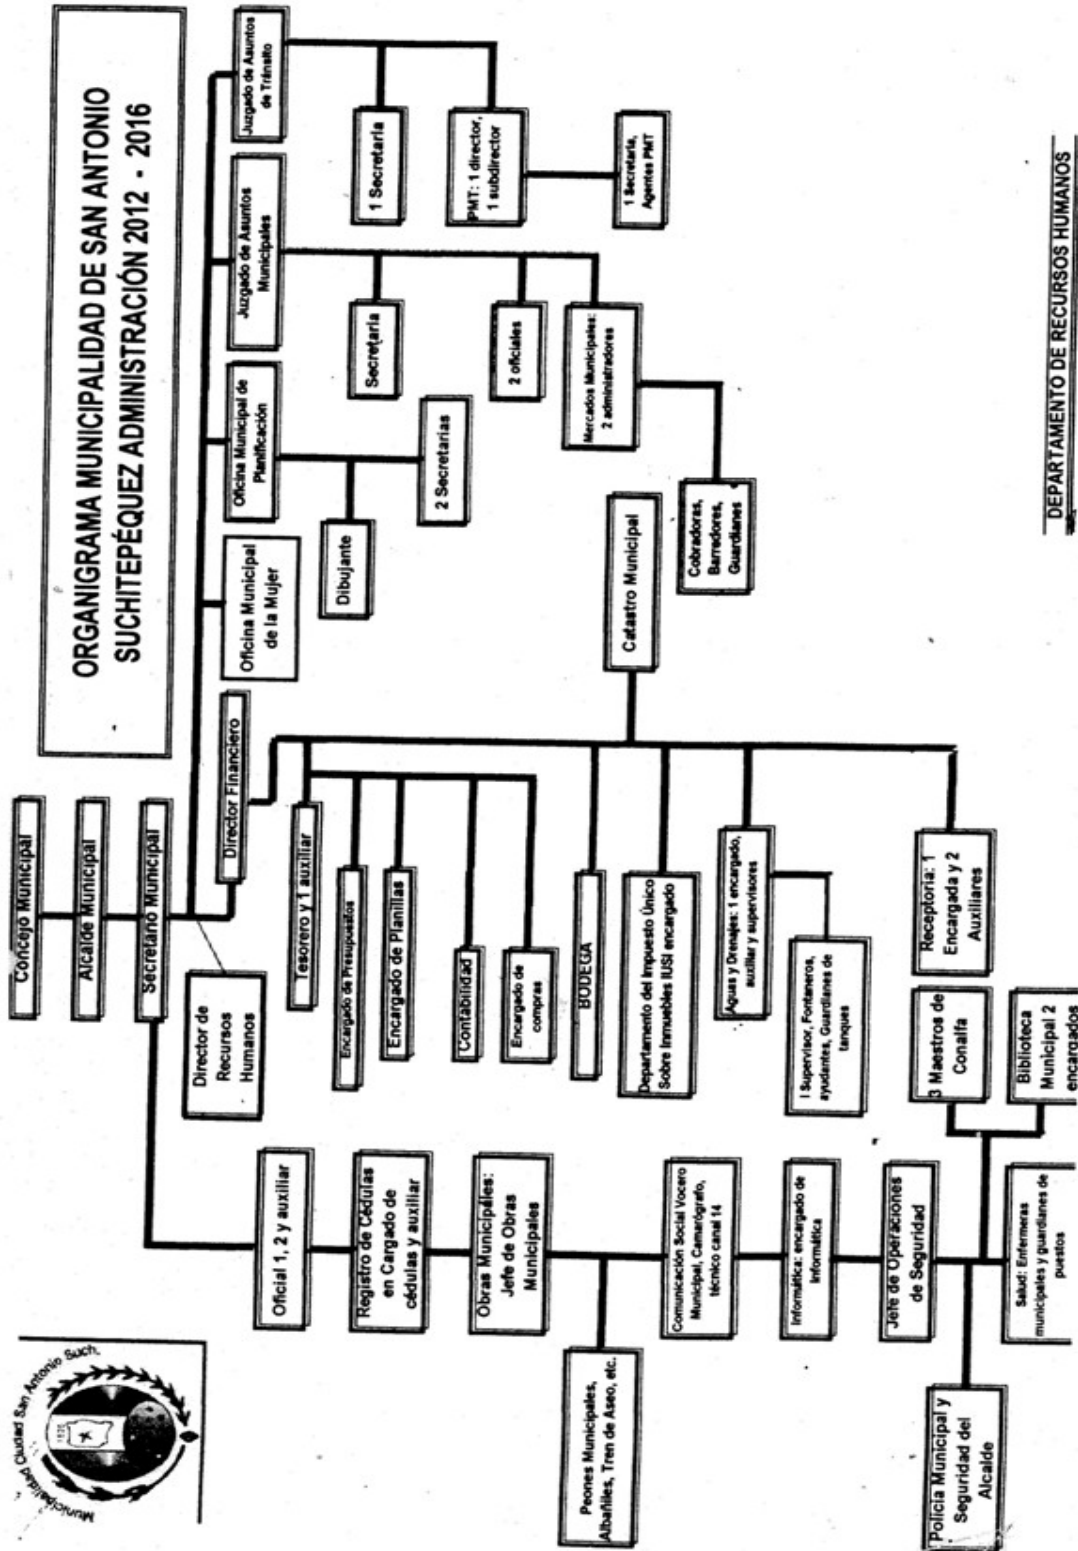 Municipalidad Ciudad San Antonio Such.
ORGANIGRAMA MUNICIPALIDAD DE SAN ANTONIO
SUCHITEPÉQUEZ ADMINISTRACIÓN 2012 - 2016
Concejo Municipal
Alcalde Municipal
Secretario Municipal
Director de
Recursos
Humanos
Director Financiero
Oficina Municipal
de la Mujer
Oficina Municipal de
Planificación
Juzgado de Asuntos
Municipales
Juzgado de Asuntos
de Tránsito
Oficial 1, 2 y auxiliar
Registro de Cédulas
en Cargado de
cédulas y auxiliar
Obras Municipales:
Jefe de Obras
Municipales
Peones Municipales,
Albañiles, Tren de Aseo, etc.
Comunicación Social Vocero
Municipal, Camarógrafo,
técnico canal 14
Informática: encargado de
Informática
Jefe de Operaciones
de Seguridad
Policía Municipal y
Seguridad del
Alcalde
Salud: Enfermeras
municipales y guardianes de
puestos
3 Maestros de
Conalfa
Biblioteca
Municipal 2
encargados
Tesorero y 1 auxiliar
Encargado de Presupuestos
Encargado de Planillas
Contabilidad
Encargado de
compras
BODEGA
Departamento del Impuesto Único
Sobre Inmuebles IUSI encargado
Aguas y Drenajes: 1 encargado,
auxiliar y supervisores
I Supervisor, Fontaneros,
ayudantes, Guardianes de
tanques
Receptoria: 1
Encargada y 2
Auxiliares
Catastro Municipal
Dibujante
2 Secretarias
Secretaria
2 oficiales
Mercados Municipales:
2 administradores
Cobradoras,
Barredores,
Guardianes
1 Secretaria
PMT: 1 director,
1 subdirector
1 Secretaria,
Agentes PMT
DEPARTAMENTO DE RECURSOS HUMANOS